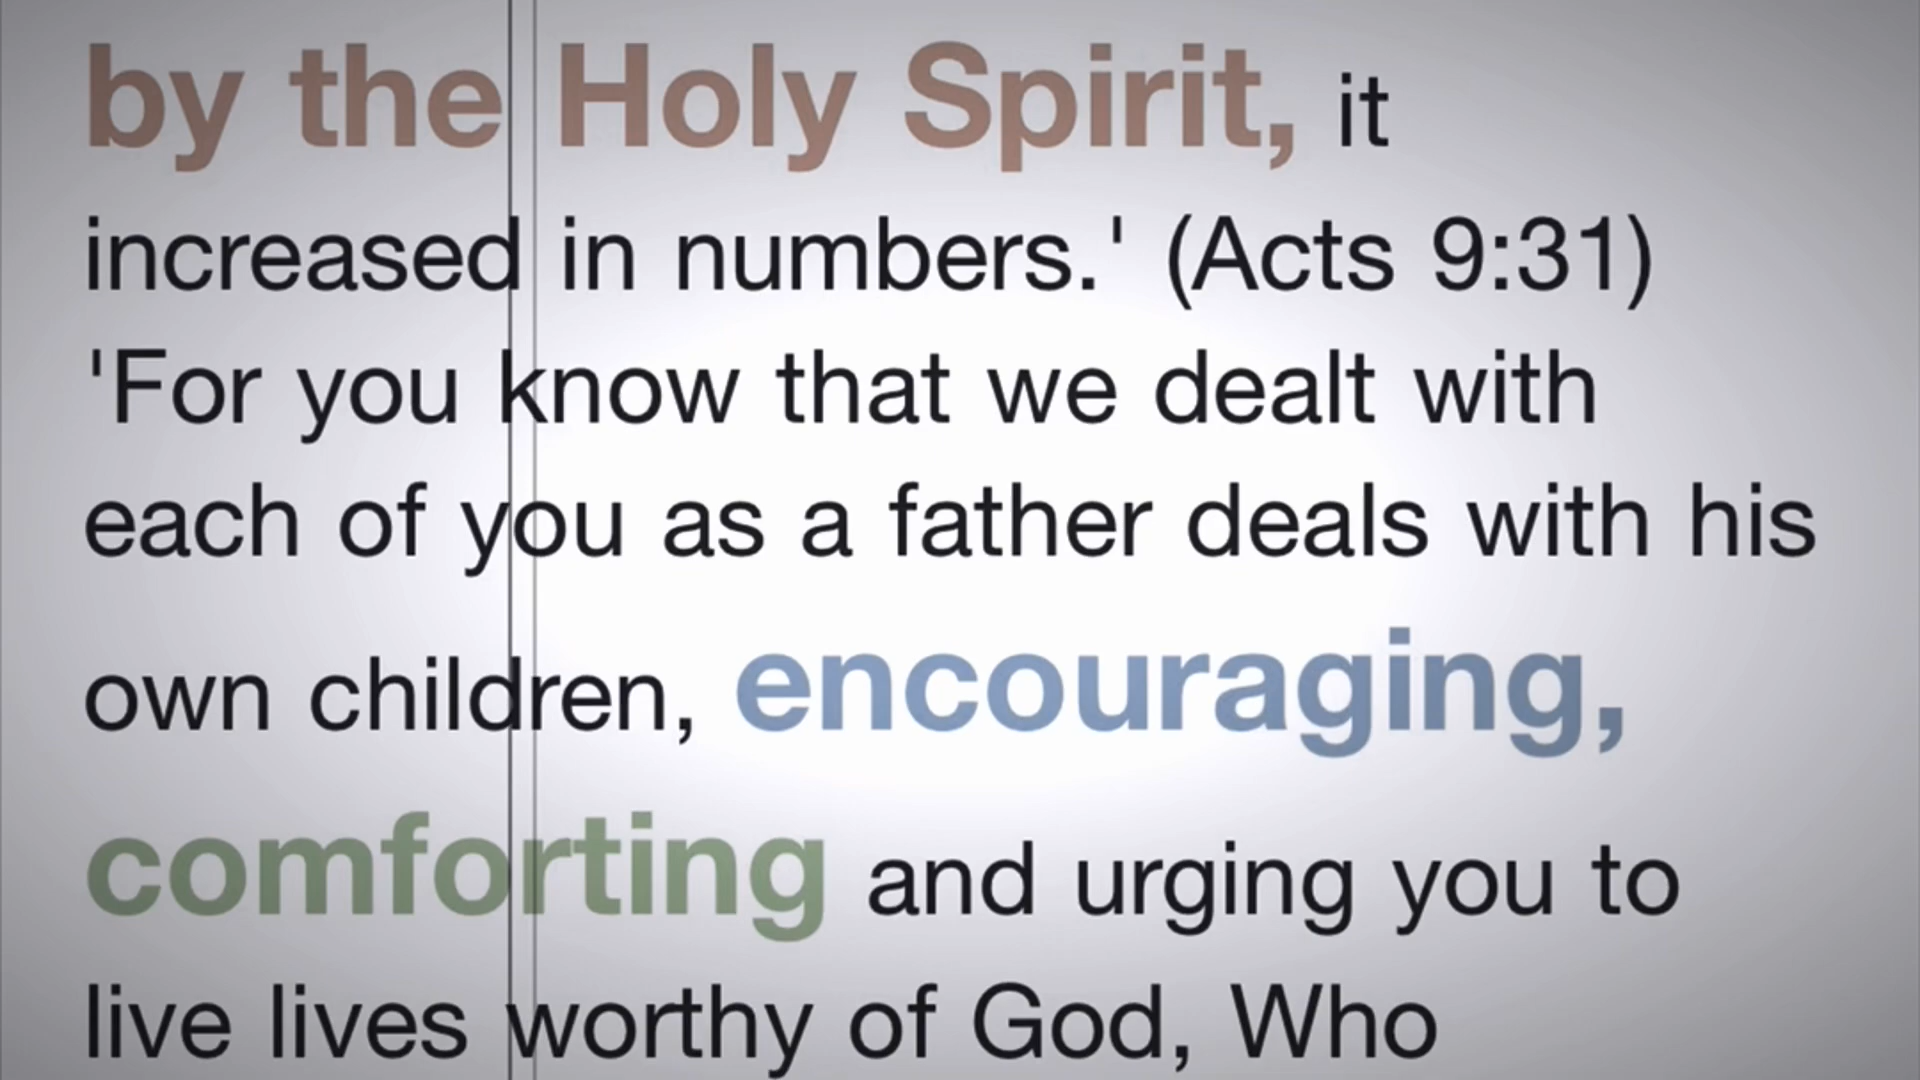 by the Holy Spirit, it
increased in numbers.' (Acts 9:31)
'For you know that we dealt with
each of you as a father deals with his
own children, encouraging,
comforting and urging you to
live lives worthy of God, Who